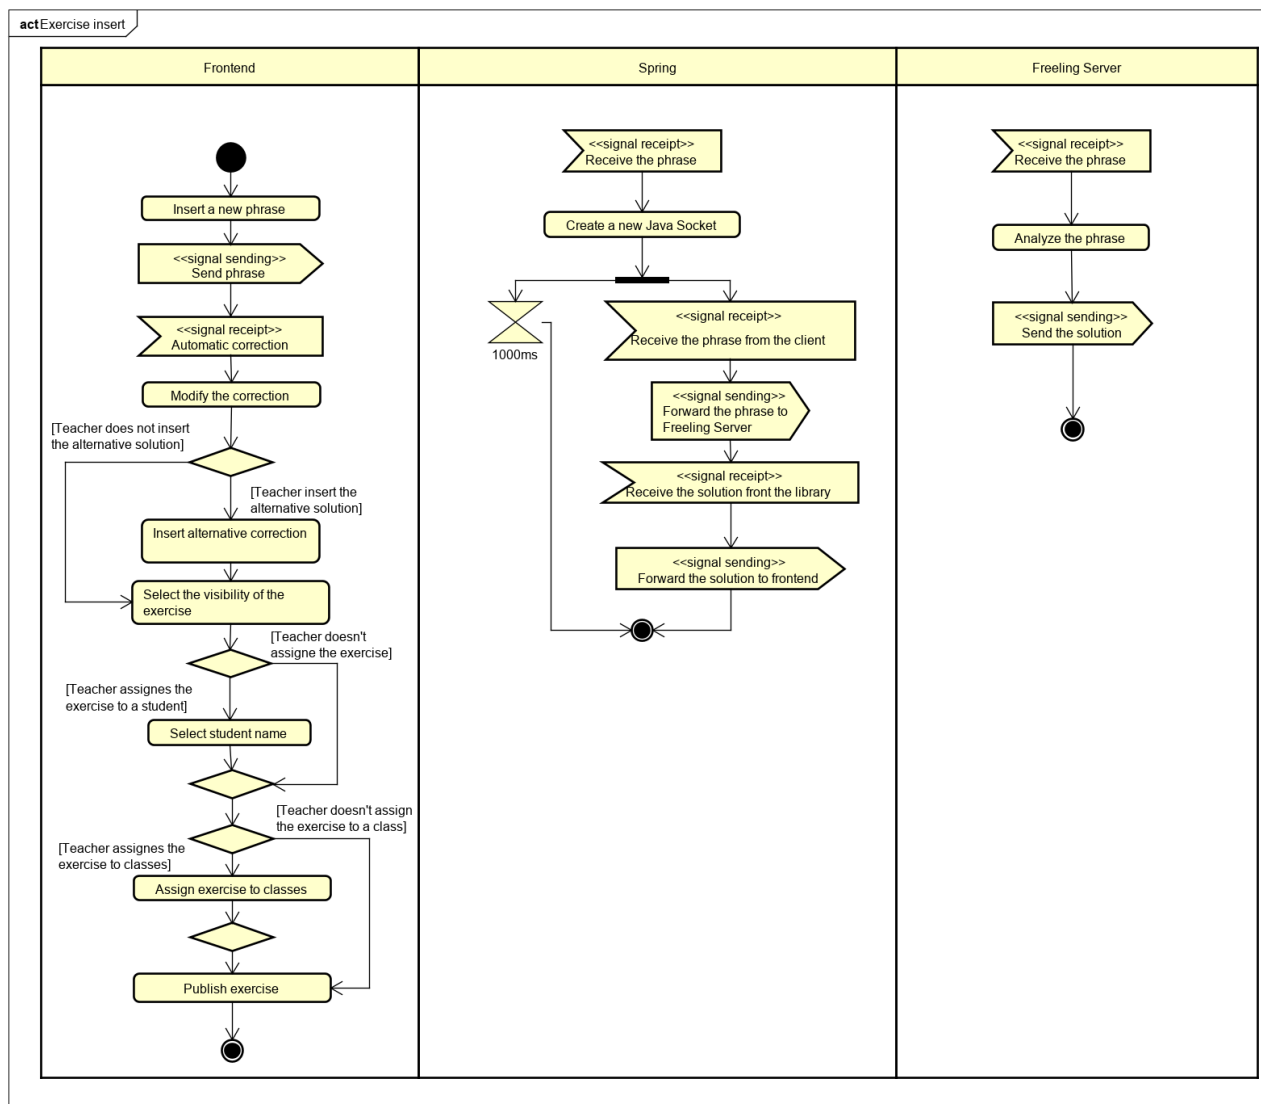 act Exercise insert
Frontend
Spring
Freeling Server
Insert a new phrase
<<signal sending>>
Send phrase
<<signal receipt>>
Automatic correction
Modify the correction
[Teacher does not insert
the alternative solution]
[Teacher insert the
alternative solution]
Insert alternative correction
Select the visibility of the
exercise
[Teacher doesn't
assigne the exercise]
[Teacher assignes the
exercise to a student]
Select student name
[Teacher doesn't assign
the exercise to a class]
[Teacher assignes the
exercise to classes]
Assign exercise to classes
Publish exercise
<<signal receipt>>
Receive the phrase
Create a new Java Socket
1000ms
<<signal receipt>>
Receive the phrase from the client
<<signal sending>>
Forward the phrase to
Freeling Server
<<signal receipt>>
Receive the solution front the library
<<signal sending>>
Forward the solution to frontend
<<signal receipt>>
Receive the phrase
Analyze the phrase
<<signal sending>>
Send the solution